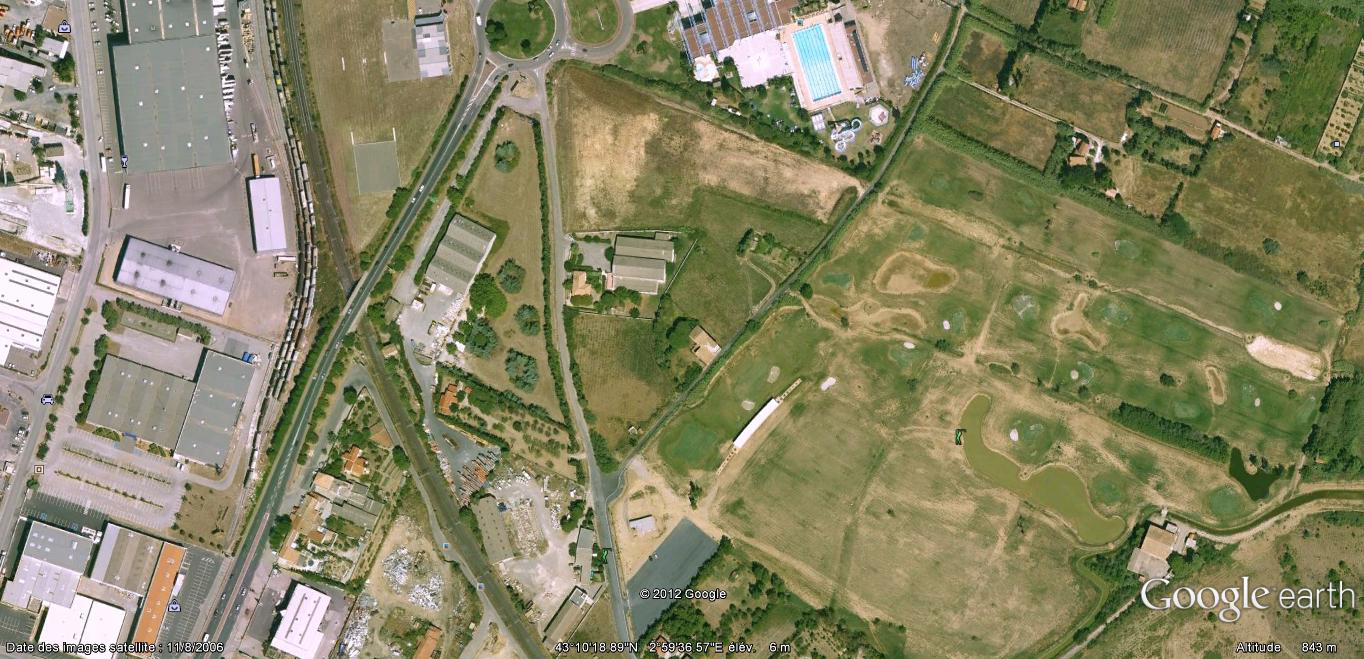 © 2012 Google
Google earth
Date des images satellite : 11/8/2006
43°10'18 89"N 2°59'36 57"E élév. 6 m
Altitude 843 m